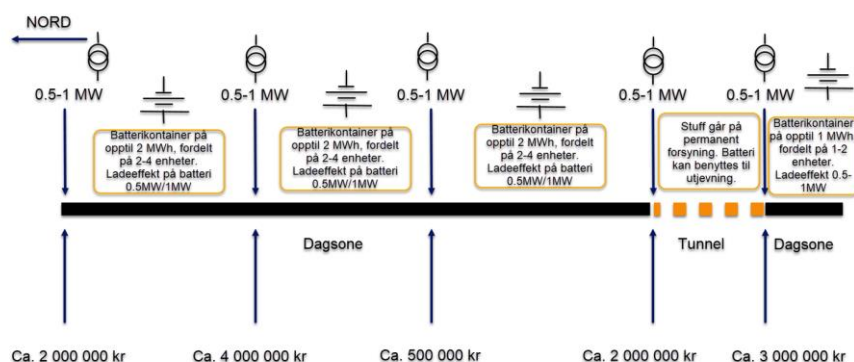 NORD
0.5-1 MW
0.5-1 MW
0.5-1 MW
0.5-1 MW
0.5-1 MW
Batterikontainer på
opptil 2 MWh, fordelt
på 2-4 enheter.
Ladeeffekt på batteri
0.5MW/1MW
Batterikontainer på
opptil 2 MWh, fordelt
på 2-4 enheter.
Ladeeffekt på batteri
0.5MW/1MW
Batterikontainer på
opptil 2 MWh, fordelt
på 2-4 enheter.
Ladeeffekt på batteri
0.5MW/1MW
Stuff går på
permanent
forsyning. Batteri
kan benyttes til
utjevning.
Batterikontainer
på opptil 1 MWh,
fordelt på 1-2
enheter.
Ladeeffekt 0.5-
1MW
Dagsone
Tunnel
Dagsone
Ca. 2 000 000 kr
Ca. 4 000 000 kr
Ca. 500 000 kr
Ca. 2 000 000 kr
Ca. 3 000 000 kr